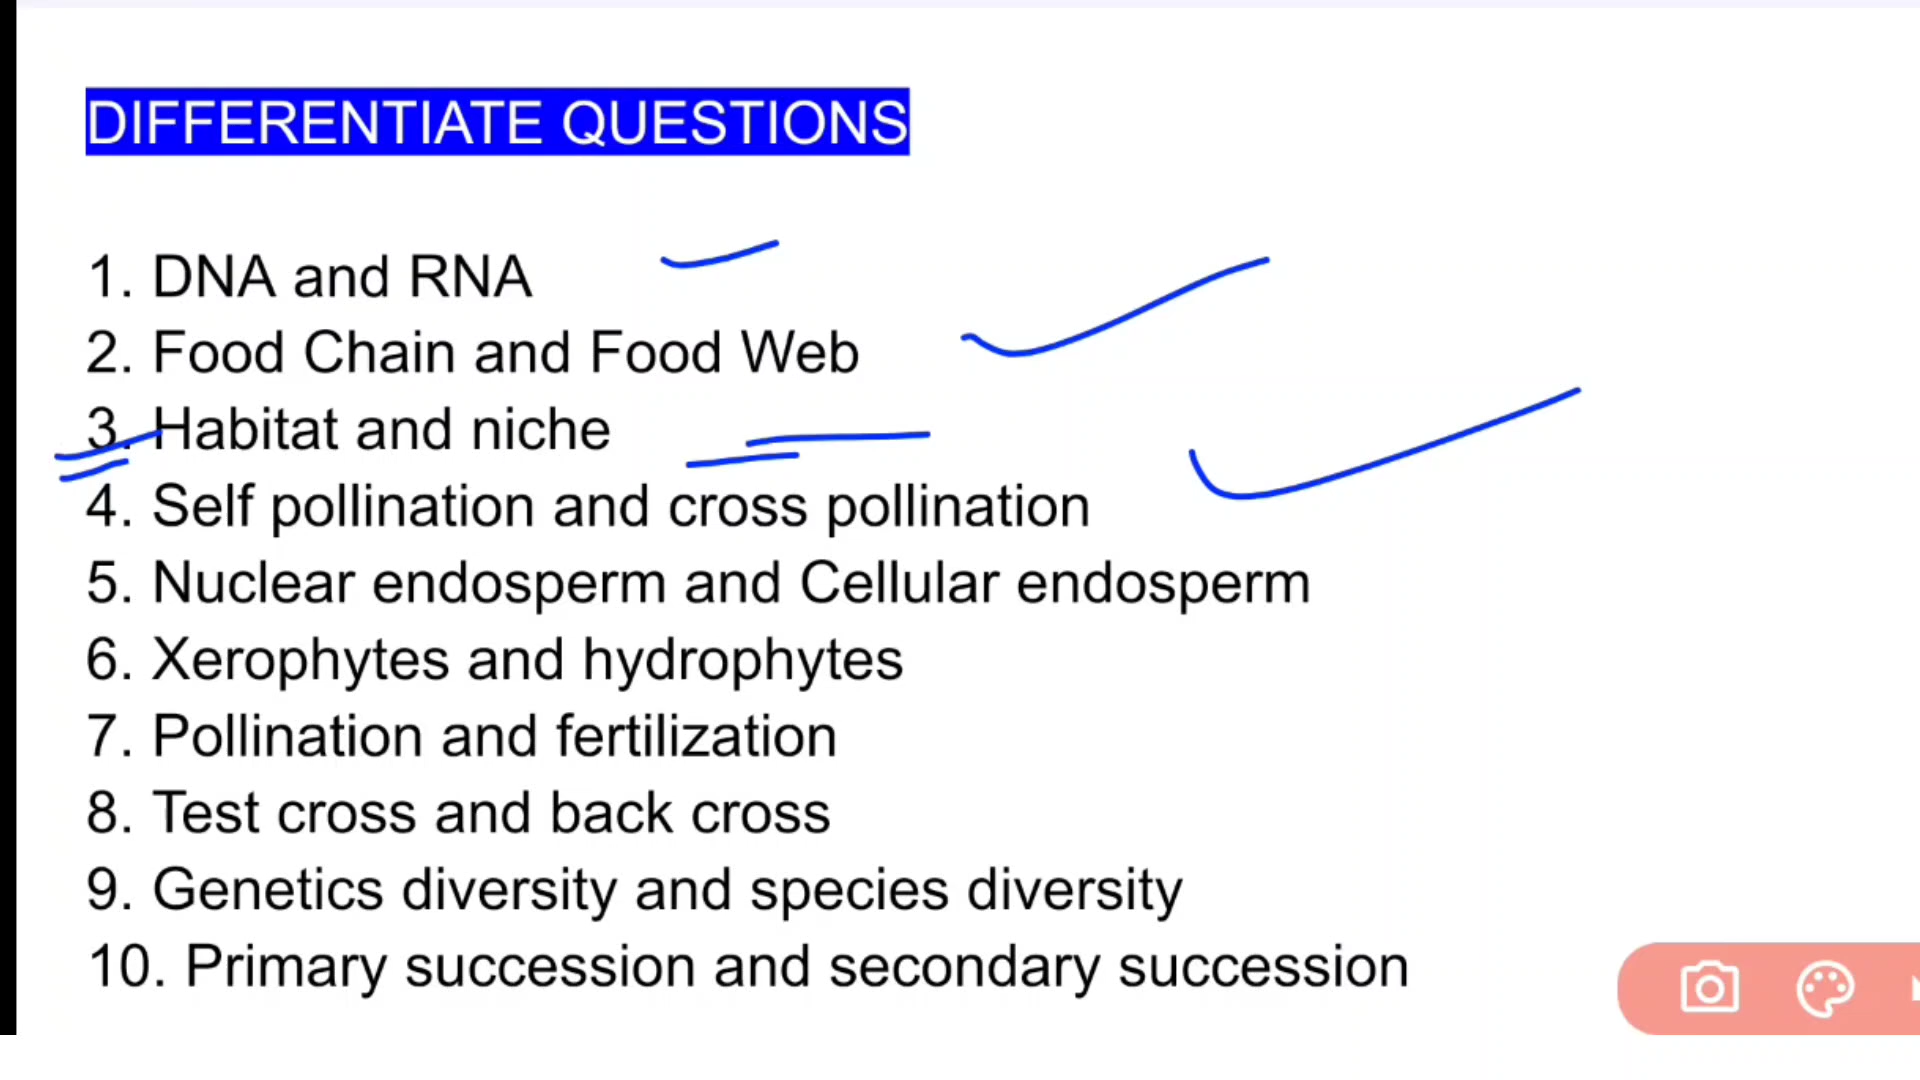 DIFFERENTIATE QUESTIONS
1. DNA and RNA
2. Food Chain and Food Web
3. Habitat and niche
4. Self pollination and cross pollination
5. Nuclear endosperm and Cellular endosperm
6. Xerophytes and hydrophytes
7. Pollination and fertilization
8. Test cross and back cross
9. Genetics diversity and species diversity
10. Primary succession and secondary succession